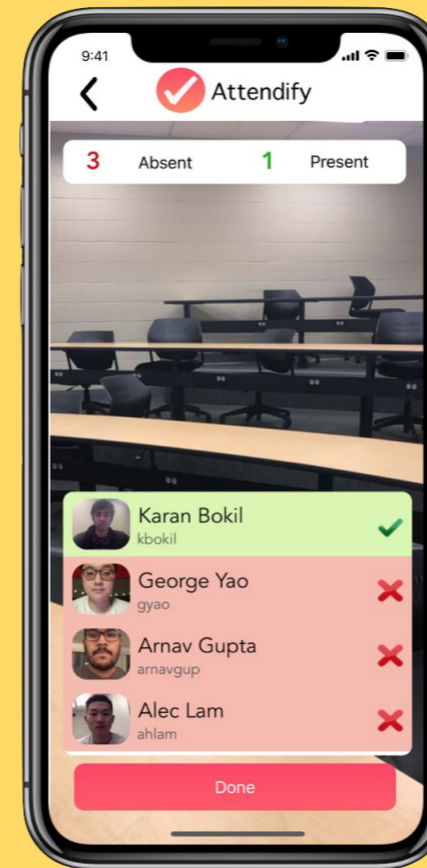 9:41
Attendify
3 Absent 1 Present
Karan Bokil
kbokil
George Yao
gyao
Arnav Gupta
arnavgup
Alec Lam
ahlam
Done